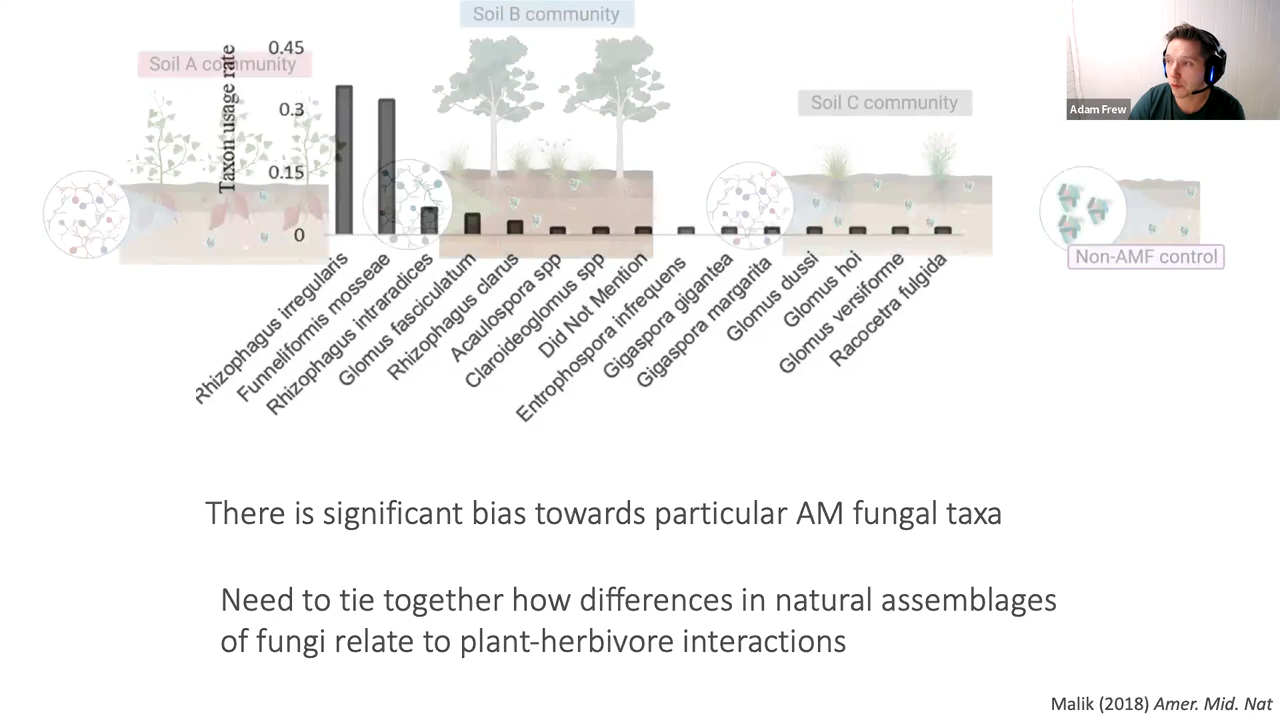 Soil B community
Soil A community
Soil C community
Adam Frew
Taxon usage rate
0.45
0.3
0.15
0
Non-AMF control
Rhizophagus irregularis
Funneliformis mosseae
Rhizophagus intraradices
Glomus fasciculatum
Rhizophagus clarus
Acaulospora spp
Claroideoglomus spp
Did Not Mention
Entrophospora infrequens
Gigaspora gigantea
Gigaspora margarita
Glomus dussi
Glomus hoi
Glomus versiforme
Racocetra fulgida
There is significant bias towards particular AM fungal taxa
Need to tie together how differences in natural assemblages
of fungi relate to plant-herbivore interactions
Malik (2018) Amer. Mid. Nat